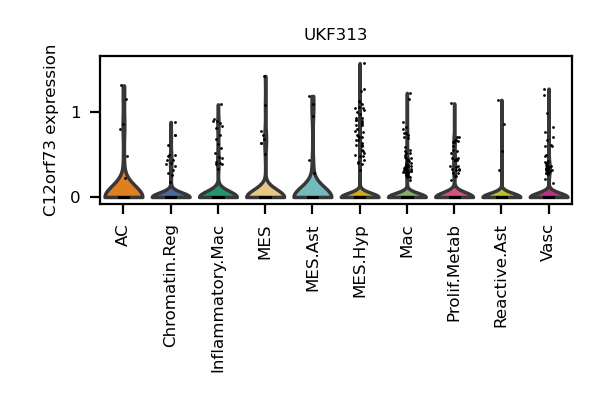 UKF313
C12orf73 expression
1
0
AC
Chromatin.Reg
Inflammatory.Mac
MES
MES.Ast
MES.Hyp
Mac
Prolif.Metab
Reactive.Ast
Vasc